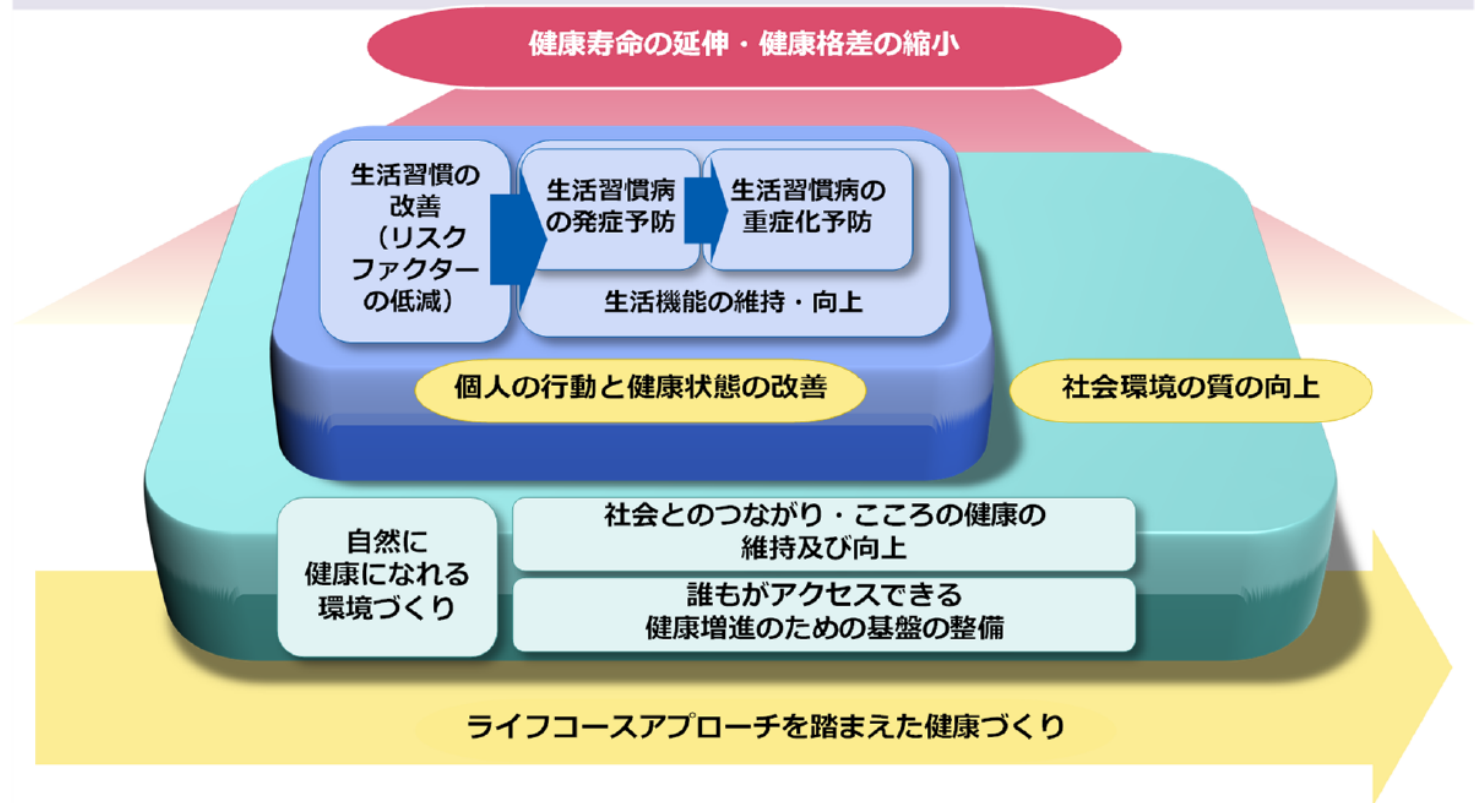 健康寿命の延伸・健康格差の縮小
生活習慣の
改善
（リスク
ファクター
の低減）
生活習慣病
の発症予防
生活習慣病の
重症化予防
生活機能の維持・向上
個人の行動と健康状態の改善
社会環境の質の向上
自然に
健康になれる
環境づくり
社会とのつながり・こころの健康の
維持及び向上
誰もがアクセスできる
健康増進のための基盤の整備
ライフコースアプローチを踏まえた健康づくり